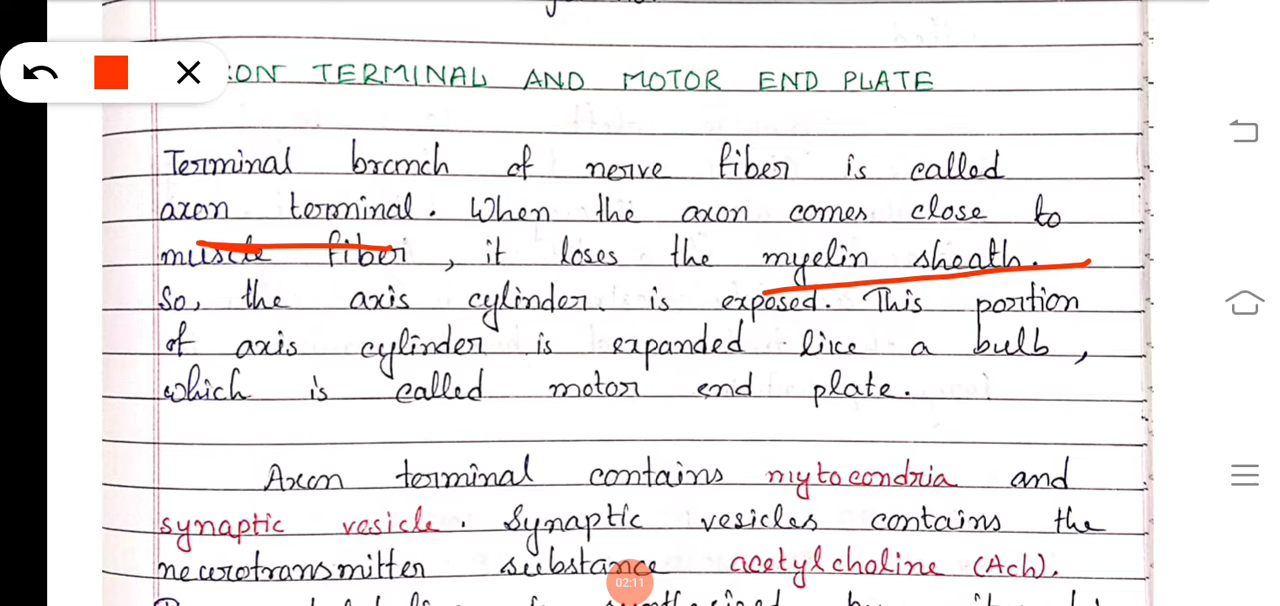 :ON TERMINAL AND MOTOR END PLATE
Terminal branch of nerve fiber is called
axon terminal. When the axon comes close to
muscle fiber, it loses the myelin sheath.
So, the axis cylinder is exposed. This portion
of axis cylinder is expanded like a bulb,
which is called motor end plate.
Axon terminal contains mytocondria and
synaptic vesicle. Synaptic vesicles contains the
neurotransmitter substance acetylcholine (Ach).
02:11